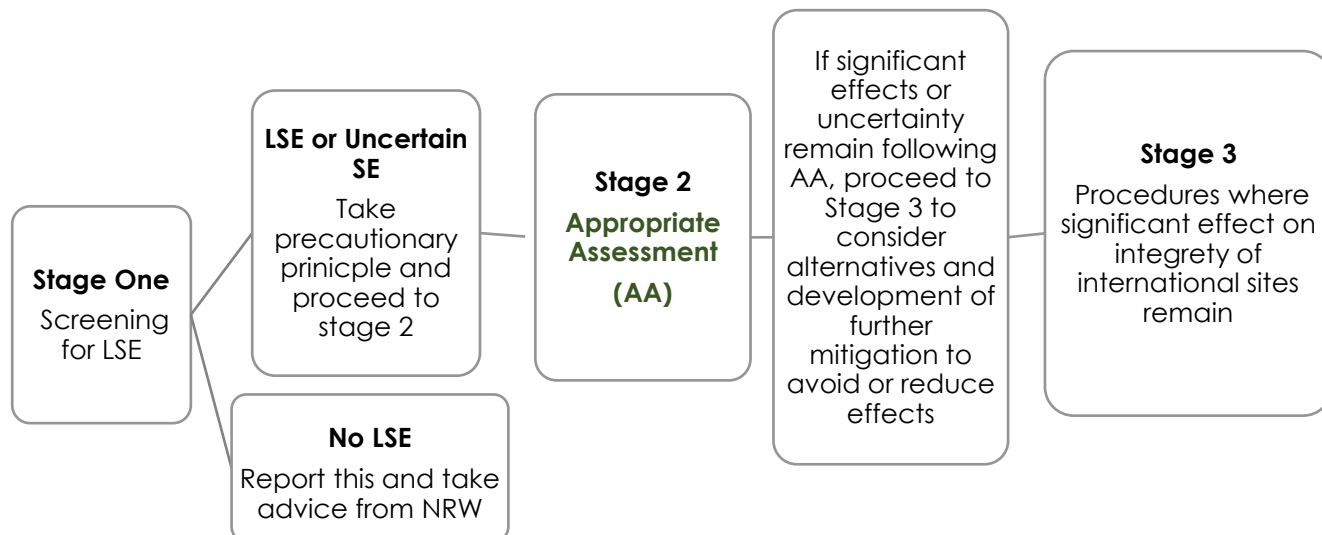 Stage One
Screening
for LSE
LSE or Uncertain
SE
Take
precautionary
prinicple and
proceed to
stage 2
No LSE
Report this and take
advice from NRW
Stage 2
Appropriate
Assessment
(AA)
If significant
effects or
uncertainty
remain following
AA, proceed to
Stage 3 to
consider
alternatives and
development of
further
mitigation to
avoid or reduce
effects
Stage 3
Procedures where
significant effect on
integrety of
international sites
remain